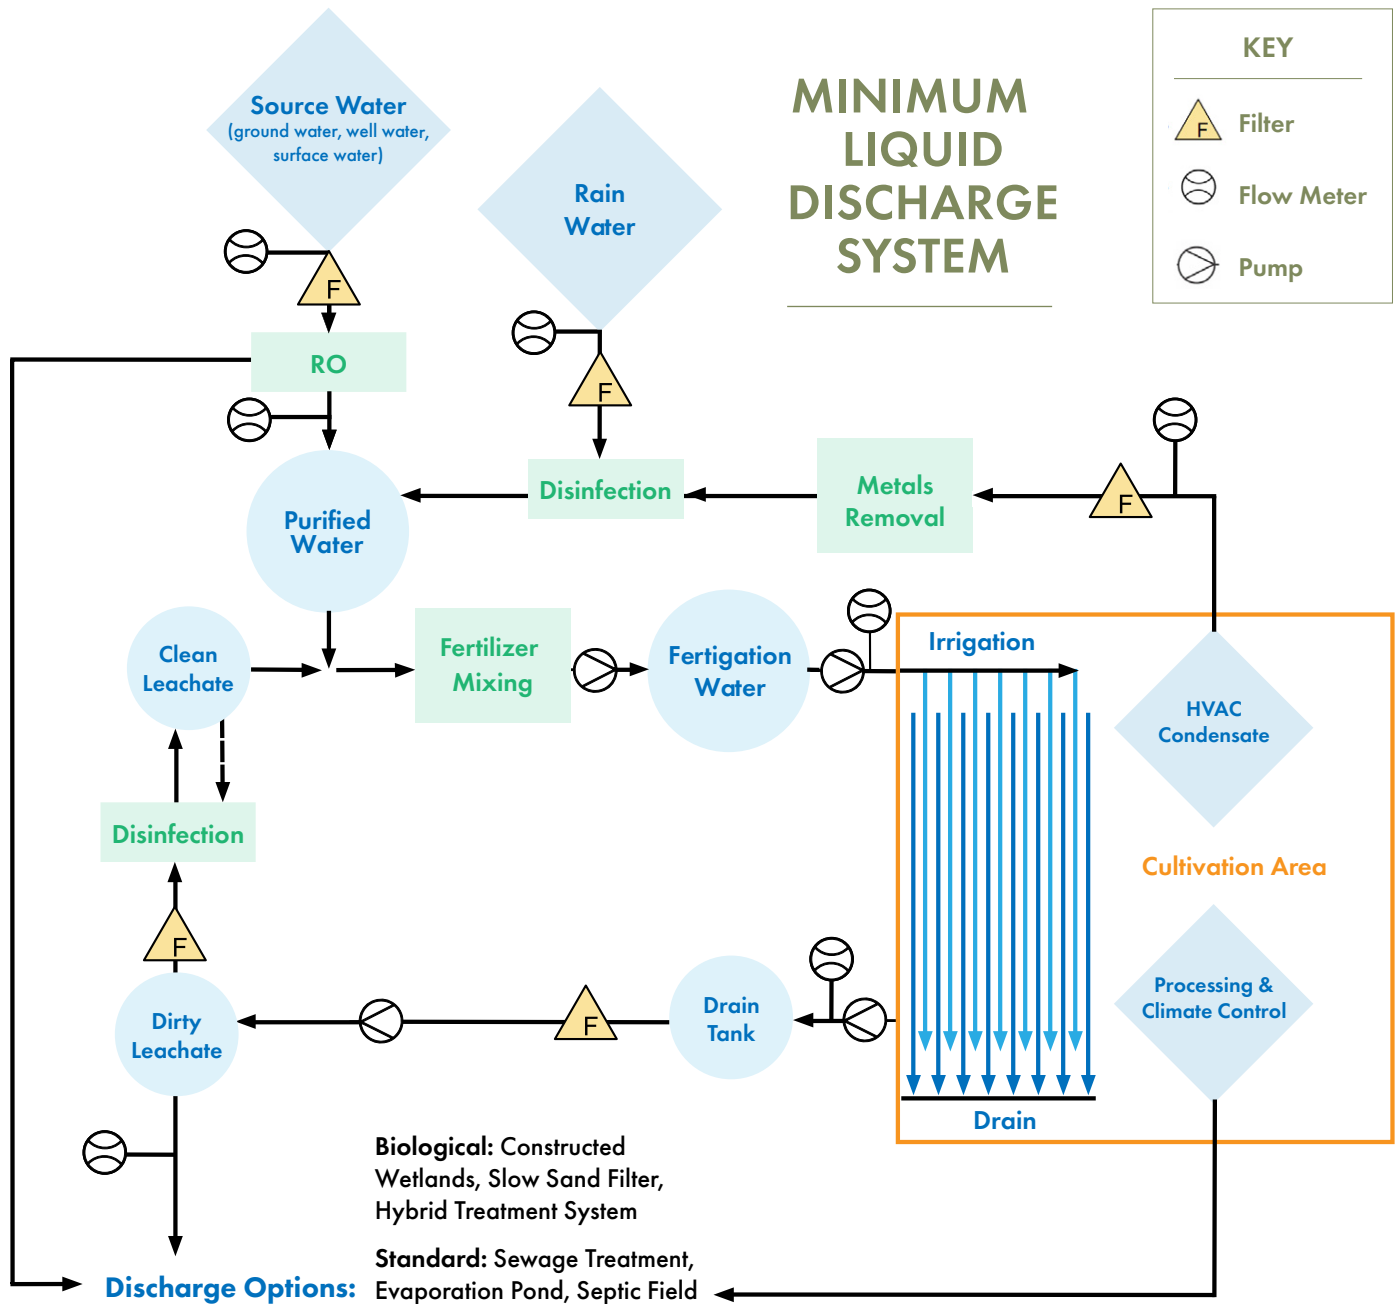 Source Water
(ground water, well water,
surface water)
Rain
Water
MINIMUM
LIQUID
DISCHARGE
SYSTEM
KEY
F
Filter
Flow Meter
Pump
F
RO
F
Disinfection
Metals
Removal
F
Purified
Water
Clean
Leachate
Fertilizer
Mixing
Fertigation
Water
Irrigation
HVAC
Condensate
Disinfection
Cultivation Area
F
Dirty
Leachate
F
Drain
Tank
Processing &
Climate Control
Drain
Biological: Constructed
Wetlands, Slow Sand Filter,
Hybrid Treatment System
Discharge Options:
Standard: Sewage Treatment,
Evaporation Pond, Septic Field